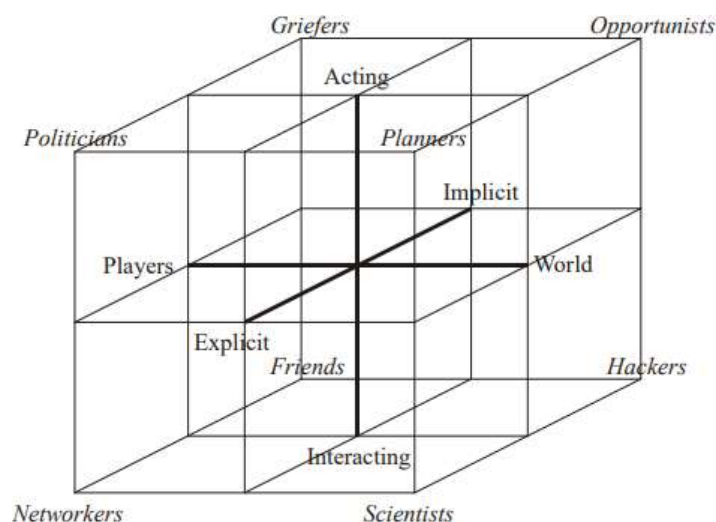 Griefers
Opportunists
Acting
Politicians
Planners
Implicit
Players
World
Explicit
Friends
Hackers
Interacting
Networkers
Scientists